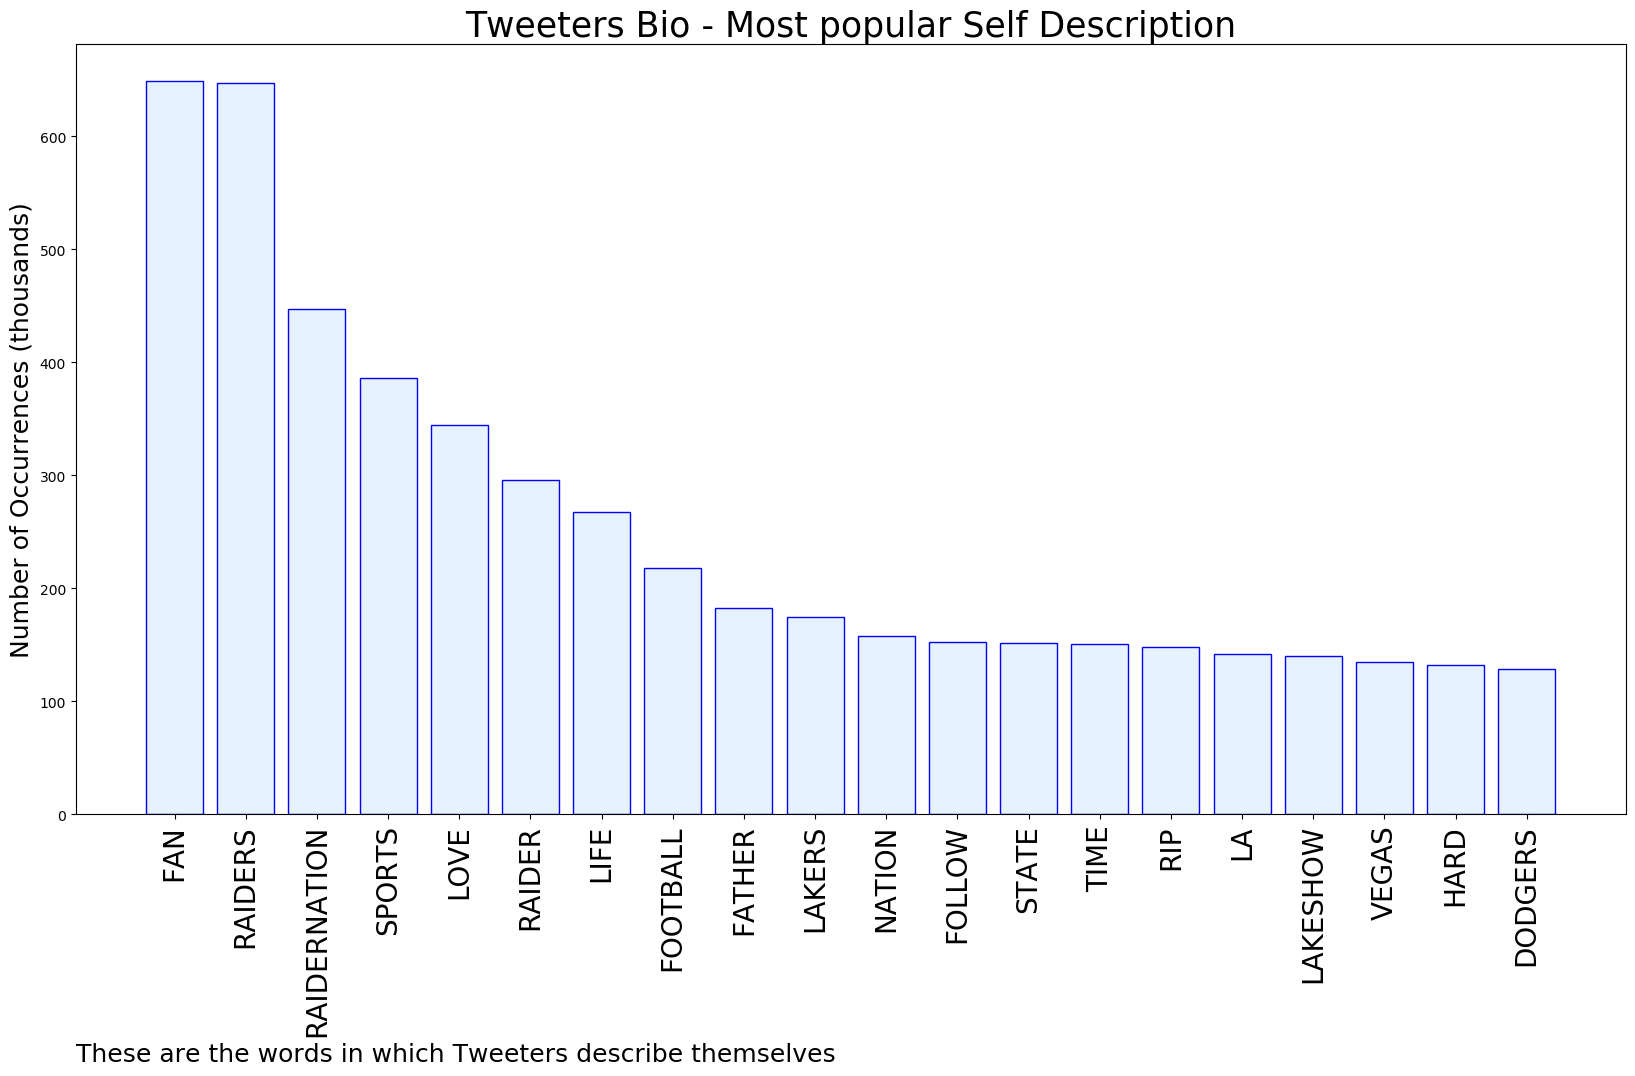 Tweeters Bio - Most popular Self Description
Number of Occurrences (thousands)
600
500
400
300
200
100
0
FAN
RAIDERS
RAIDERNATION
SPORTS
LOVE
RAIDER
LIFE
FOOTBALL
FATHER
LAKERS
NATION
FOLLOW
STATE
TIME
RIP
LA
LAKESHOW
VEGAS
HARD
DODGERS
These are the words in which Tweeters describe themselves